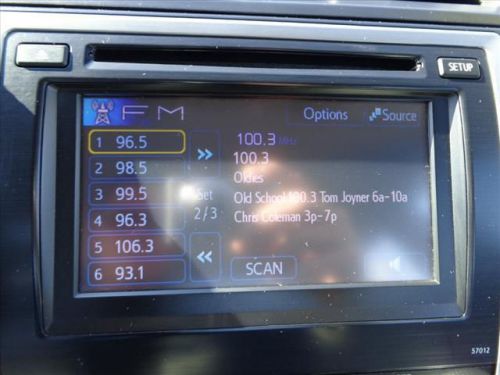 SETUP
FM
Options
Source
1 96.5
2 98.5
3 99.5
4 96.3
5 106.3
6 93.1
Set
2/3
100.3 MHz
100.3
Oldies
Old School 100.3 Tom Joyner 6a-10a
Chris Coleman 3p-7p
SCAN
57012